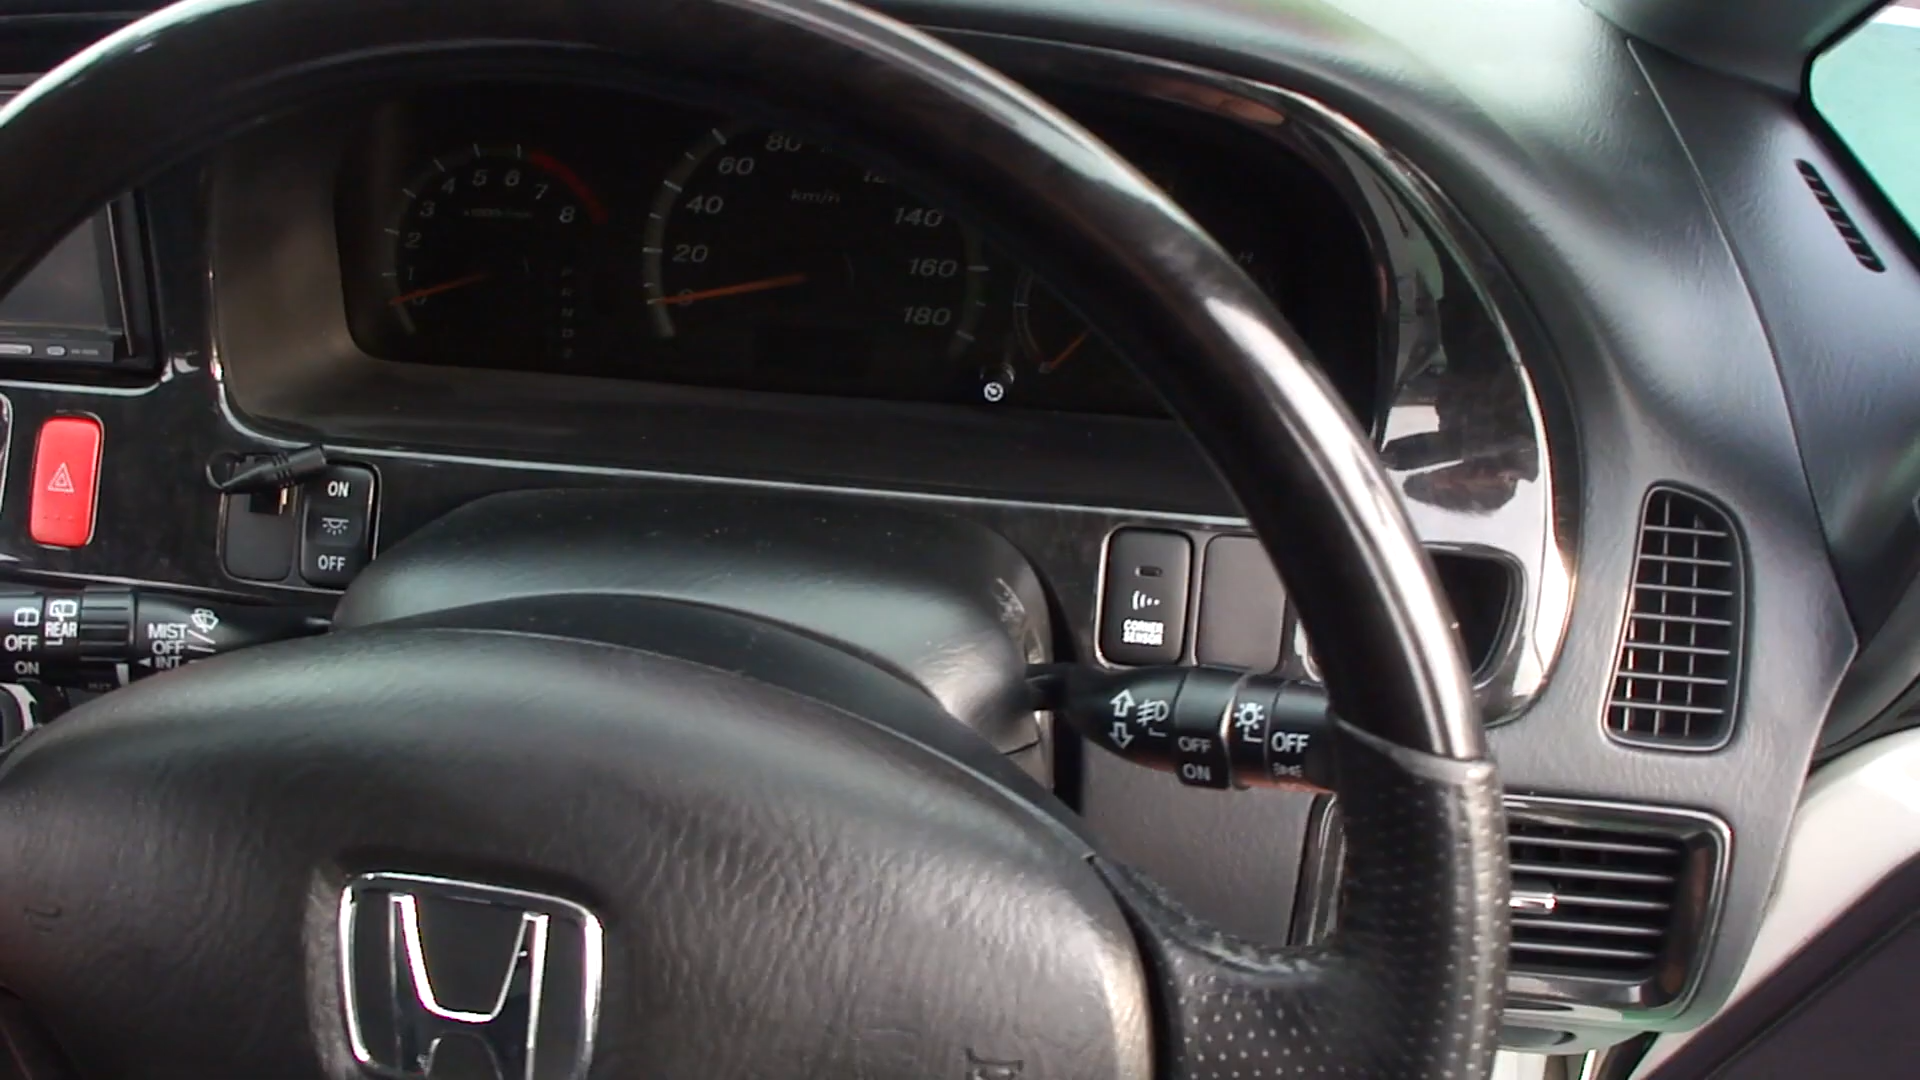 4 5 6 7
3 8
2
1
0
P
R
N
D
80
60
40
20
0
km/h
140
160
180
H
ON
OFF
CORNER
SENSOR
OFF
REAR
ON
MIST
OFF
INT
OFF
ON
OFF